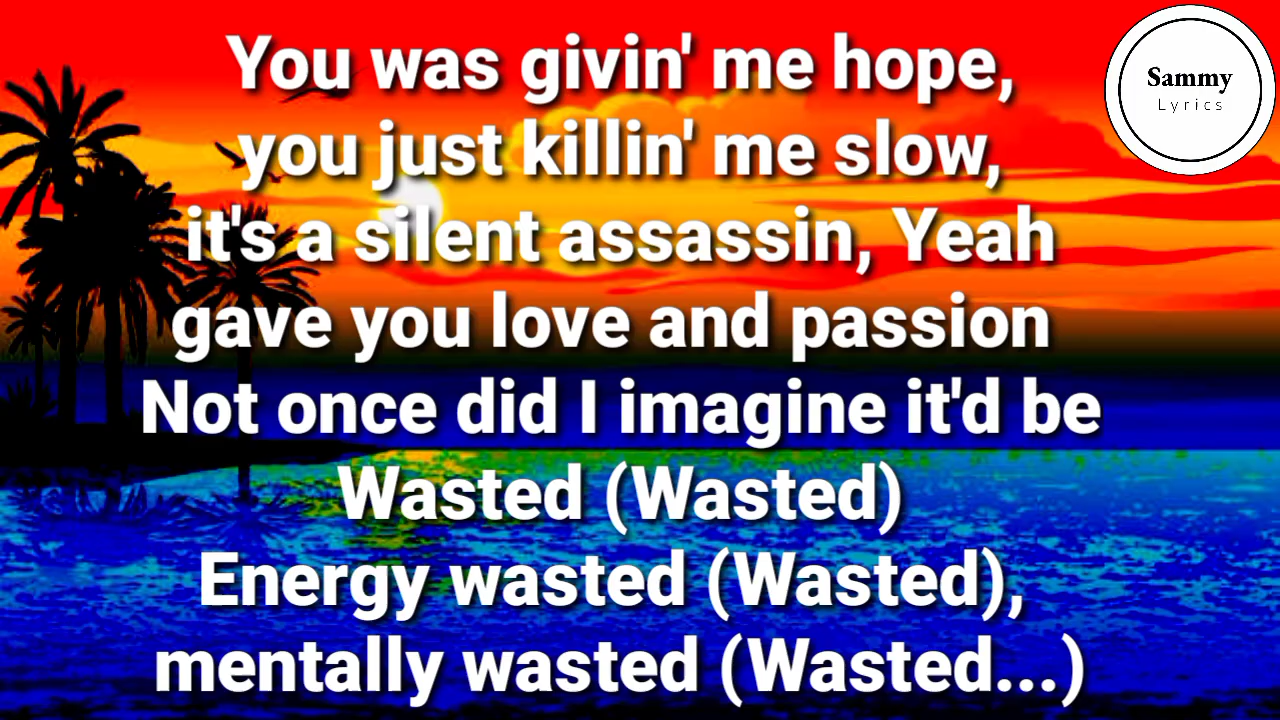 You was givin' me hope,
you just killin' me slow,
it's a silent assassin, Yeah
gave you love and passion
Not once did I imagine it'd be
Wasted (Wasted)
Energy wasted (Wasted),
mentally wasted (Wasted...)
Sammy
Lyrics